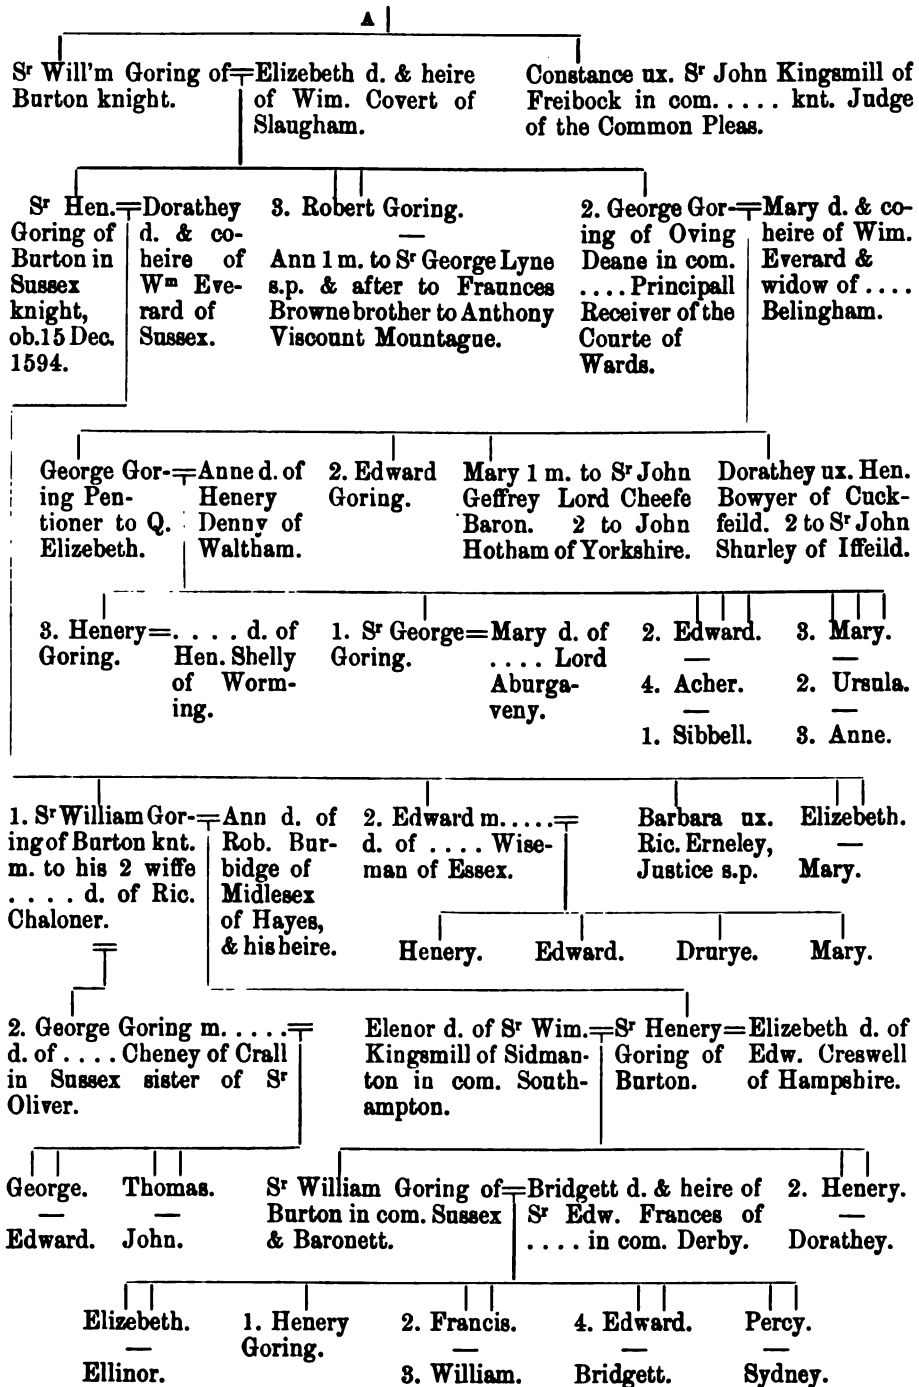 A
Sr Will'm Goring of
Burton knight.
Elizebeth d. & heire
of Wim. Covert of
Slaugham.
Constance ux. Sr John Kingsmill of
Freibock in com. . . . . . knt. Judge
of the Common Pleas.
Sr Hen.
Goring of
Burton in
Sussex
knight,
ob.15 Dec.
1594.
Dorathey
d. & co-
heire of
Wm Eve-
rard of
Sussex.
3. Robert Goring.
—
Ann 1 m. to Sr George Lyne
s.p. & after to Fraunces
Browne brother to Anthony
Viscount Mountague.
2. George Gor-
ing of Oving
Deane in com.
. . . . Principall
Receiver of the
Courte of
Wards.
Mary d. & co-
heire of Wim.
Everard &
widow of . . . .
Belingham.
George Gor-
ing Pen-
tioner to Q.
Elizebeth.
Anne d. of
Henery
Denny of
Waltham.
2. Edward
Goring.
Mary 1 m. to Sr John
Geffrey Lord Cheefe
Baron. 2 to John
Hotham of Yorkshire.
Dorathey ux. Hen.
Bowyer of Cuck-
feild. 2 to Sr John
Shurley of Iffeild.
3. Henery=
Goring.
. . . . d. of
Hen. Shelly
of Worm-
ing.
1. Sr George=
Goring.
Mary d. of
. . . . Lord
Aburga-
veny.
2. Edward.
—
4. Acher.
—
1. Sibbell.
3. Mary.
—
2. Ursula.
—
3. Anne.
1. Sr William Gor-
ing of Burton knt.
m. to his 2 wiffe
. . . . d. of Ric.
Chaloner.
Ann d. of
Rob. Bur-
bidge of
Midlesex
of Hayes,
& his heire.
2. Edward m. . . . .
d. of . . . . Wise-
man of Essex.
Barbara ux.
Ric. Erneley,
Justice s.p.
Elizebeth.
—
Mary.
Henery.
Edward.
Drurye.
Mary.
2. George Goring m. . . . .
d. of . . . . Cheney of Crall
in Sussex sister of Sr
Oliver.
Elenor d. of Sr Wim.
Kingsmill of Sidman-
ton in com. South-
ampton.
Sr Henery=
Goring of
Burton.
Elizebeth d. of
Edw. Creswell
of Hampshire.
George.
—
Edward.
Thomas.
—
John.
Sr William Goring of
Burton in com. Sussex
& Baronett.
Bridgett d. & heire of
Sr Edw. Frances of
. . . . in com. Derby.
2. Henery.
—
Dorathey.
Elizebeth.
—
Ellinor.
1. Henery
Goring.
2. Francis.
—
3. William.
4. Edward.
—
Bridgett.
Percy.
—
Sydney.